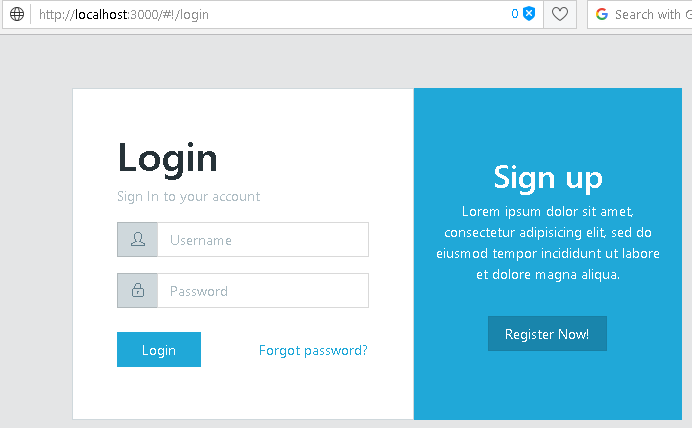 http://localhost:3000/#!/login
0
Search with G
Login
Sign In to your account
Username
Password
Login
Forgot password?
Sign up
Lorem ipsum dolor sit amet,
consectetur adipisicing elit, sed do
eiusmod tempor incididunt ut labore
et dolore magna aliqua.
Register Now!